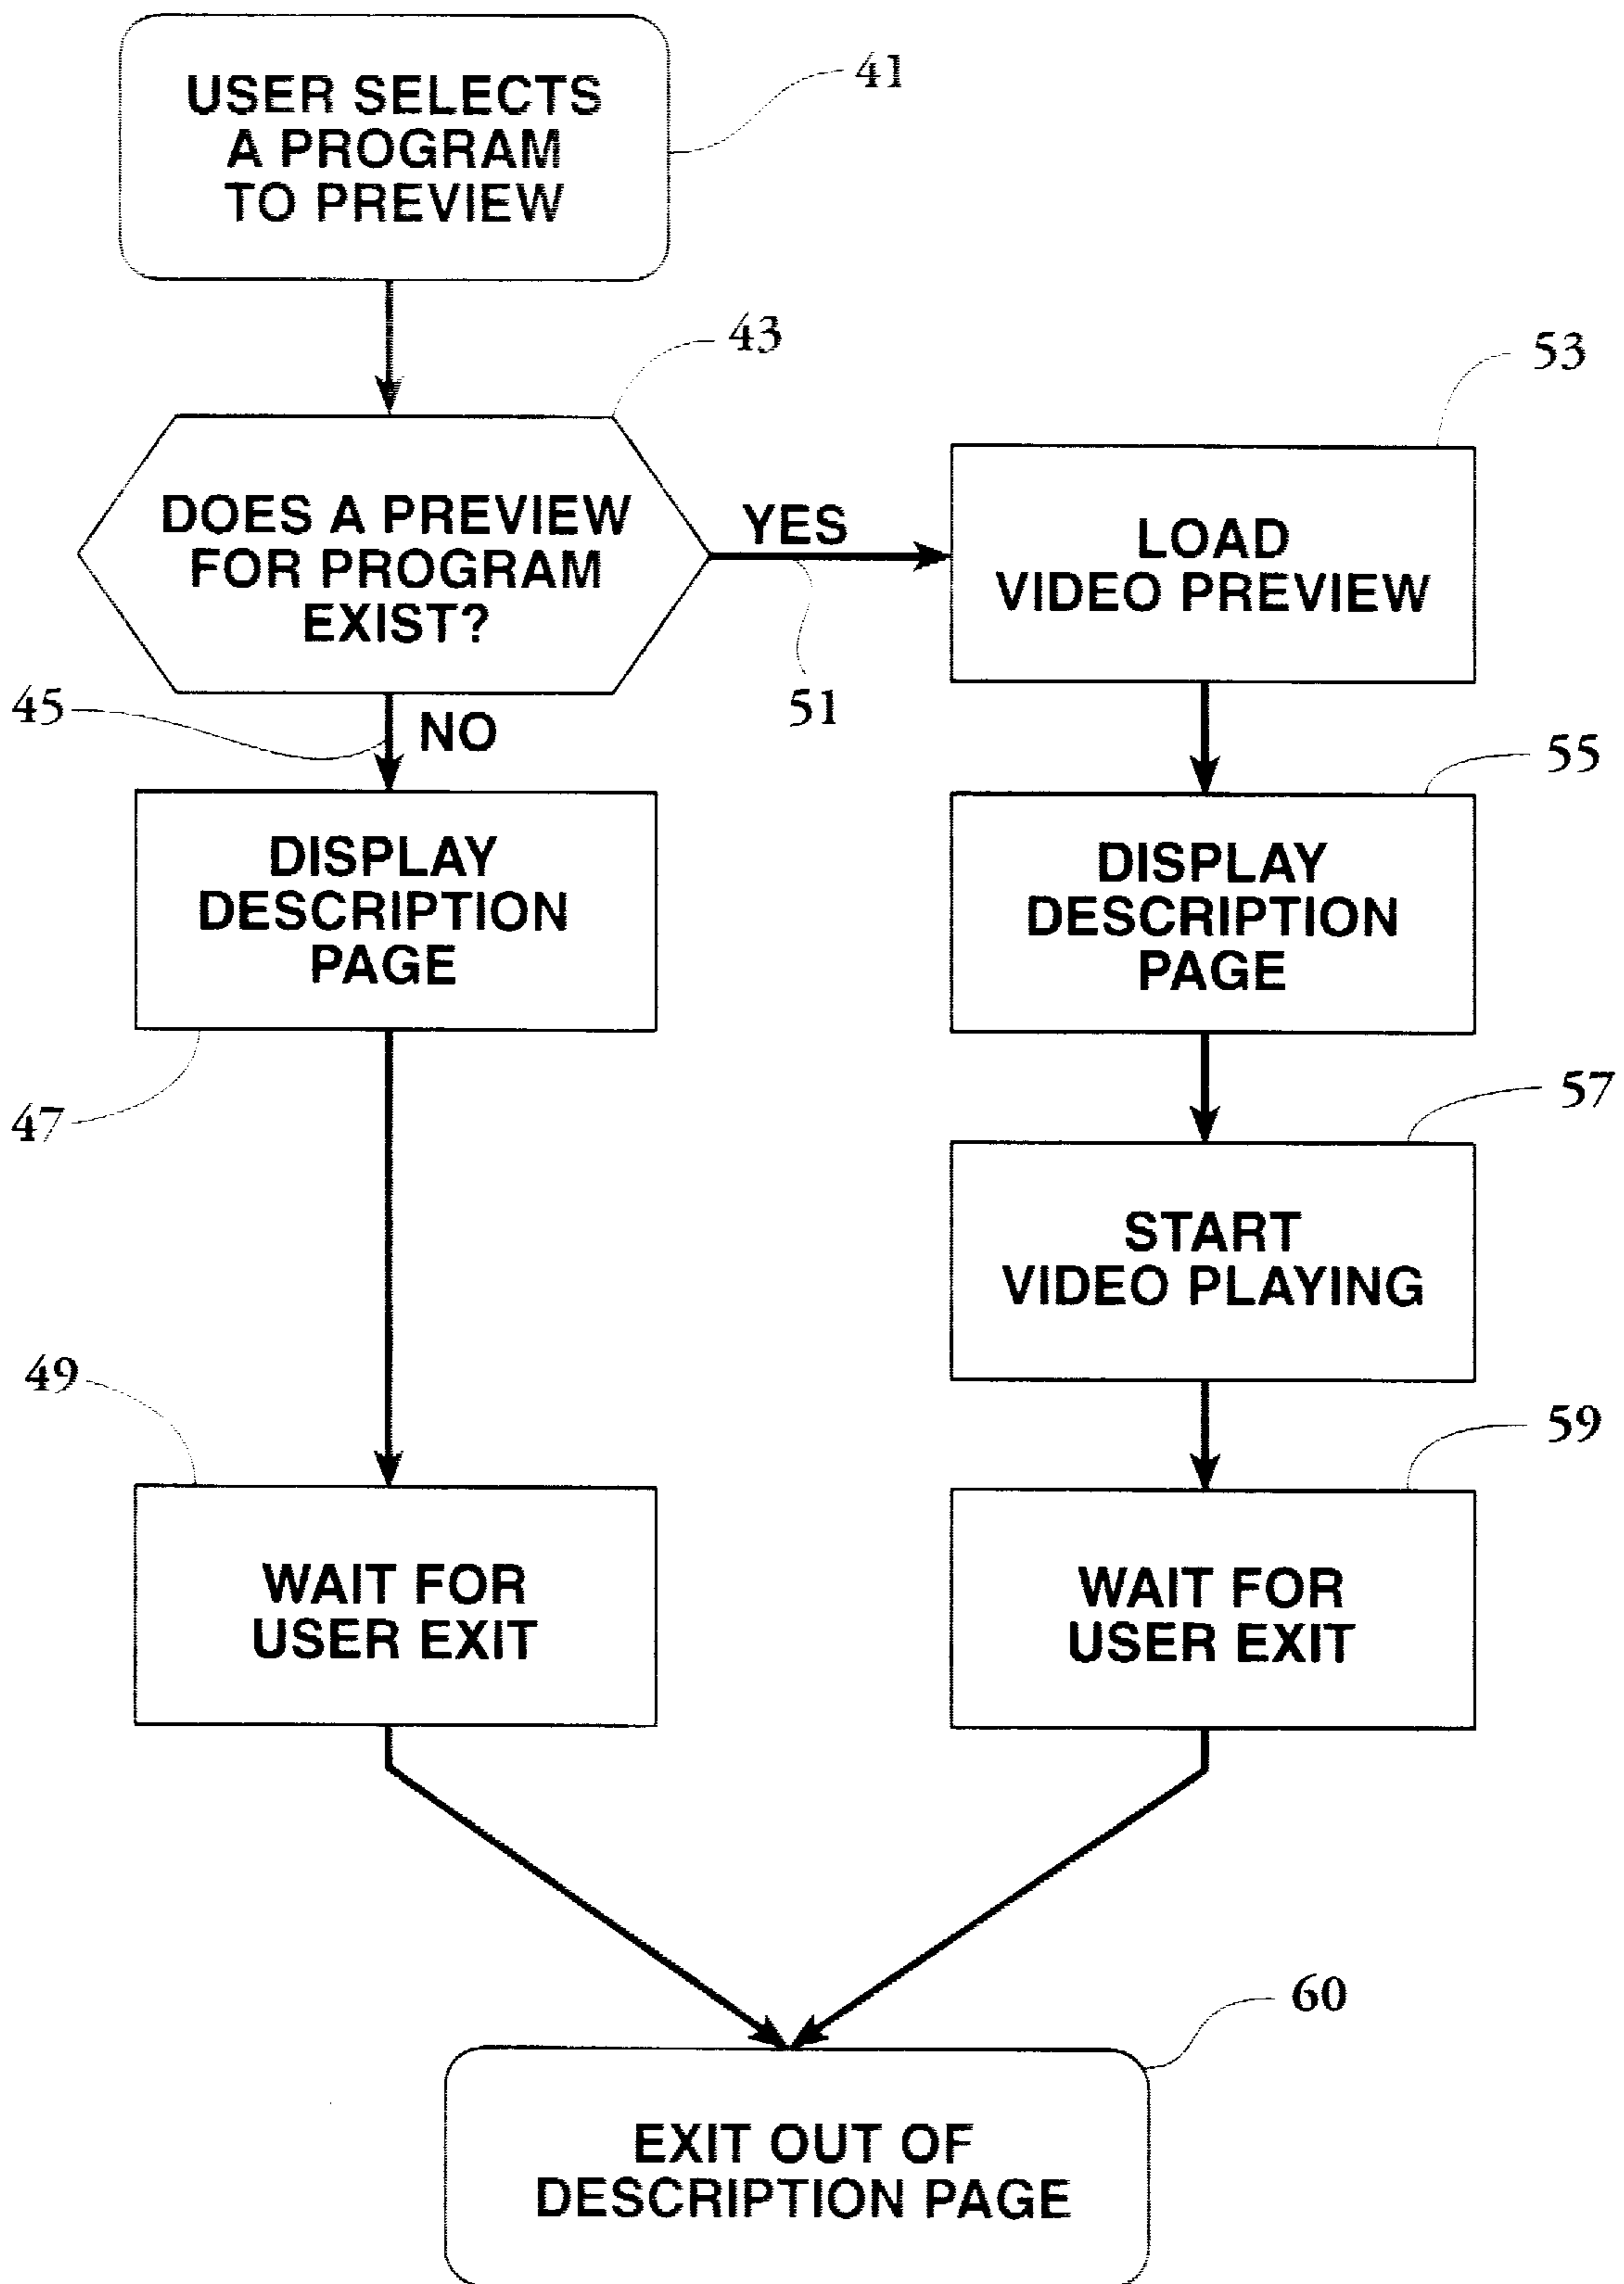 USER SELECTS
A PROGRAM
TO PREVIEW
41
43
DOES A PREVIEW
FOR PROGRAM
EXIST?
YES
51
53
LOAD
VIDEO PREVIEW
45
NO
DISPLAY
DESCRIPTION
PAGE
47
55
DISPLAY
DESCRIPTION
PAGE
57
START
VIDEO PLAYING
49
WAIT FOR
USER EXIT
59
WAIT FOR
USER EXIT
60
EXIT OUT OF
DESCRIPTION PAGE